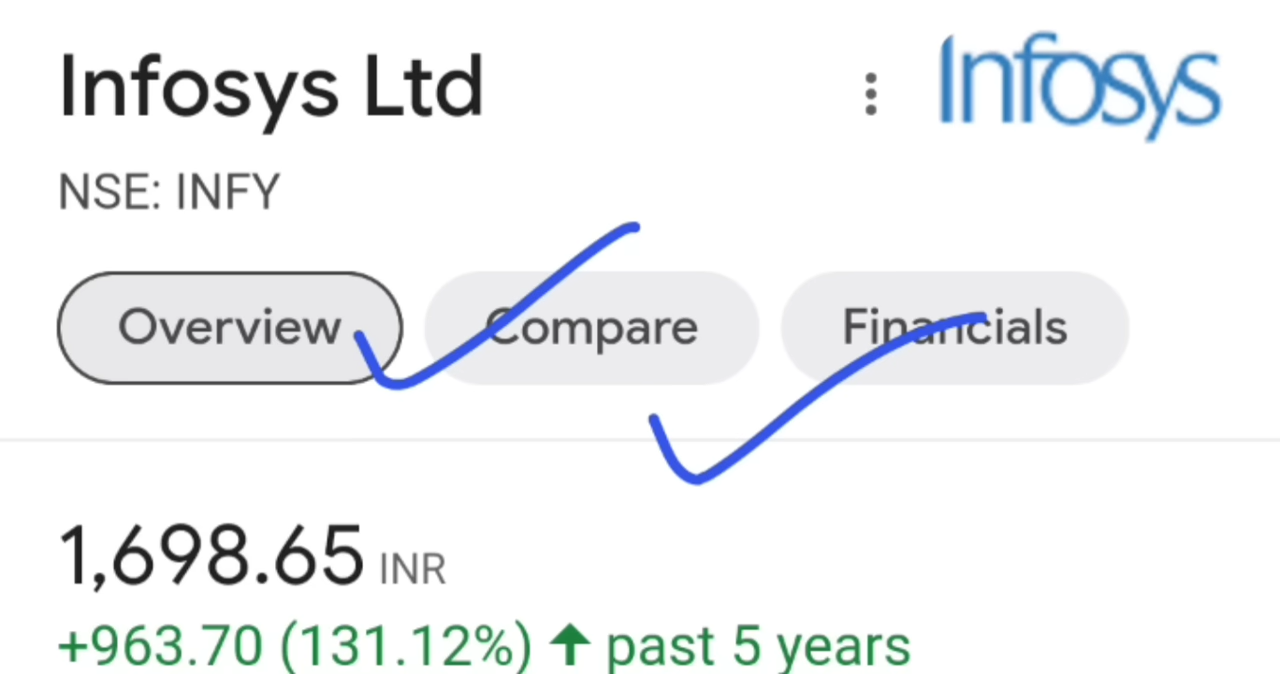 Infosys Ltd
Infosys
NSE: INFY
Overview
Compare
Financials
1,698.65 INR
+963.70 (131.12%) ↑ past 5 years